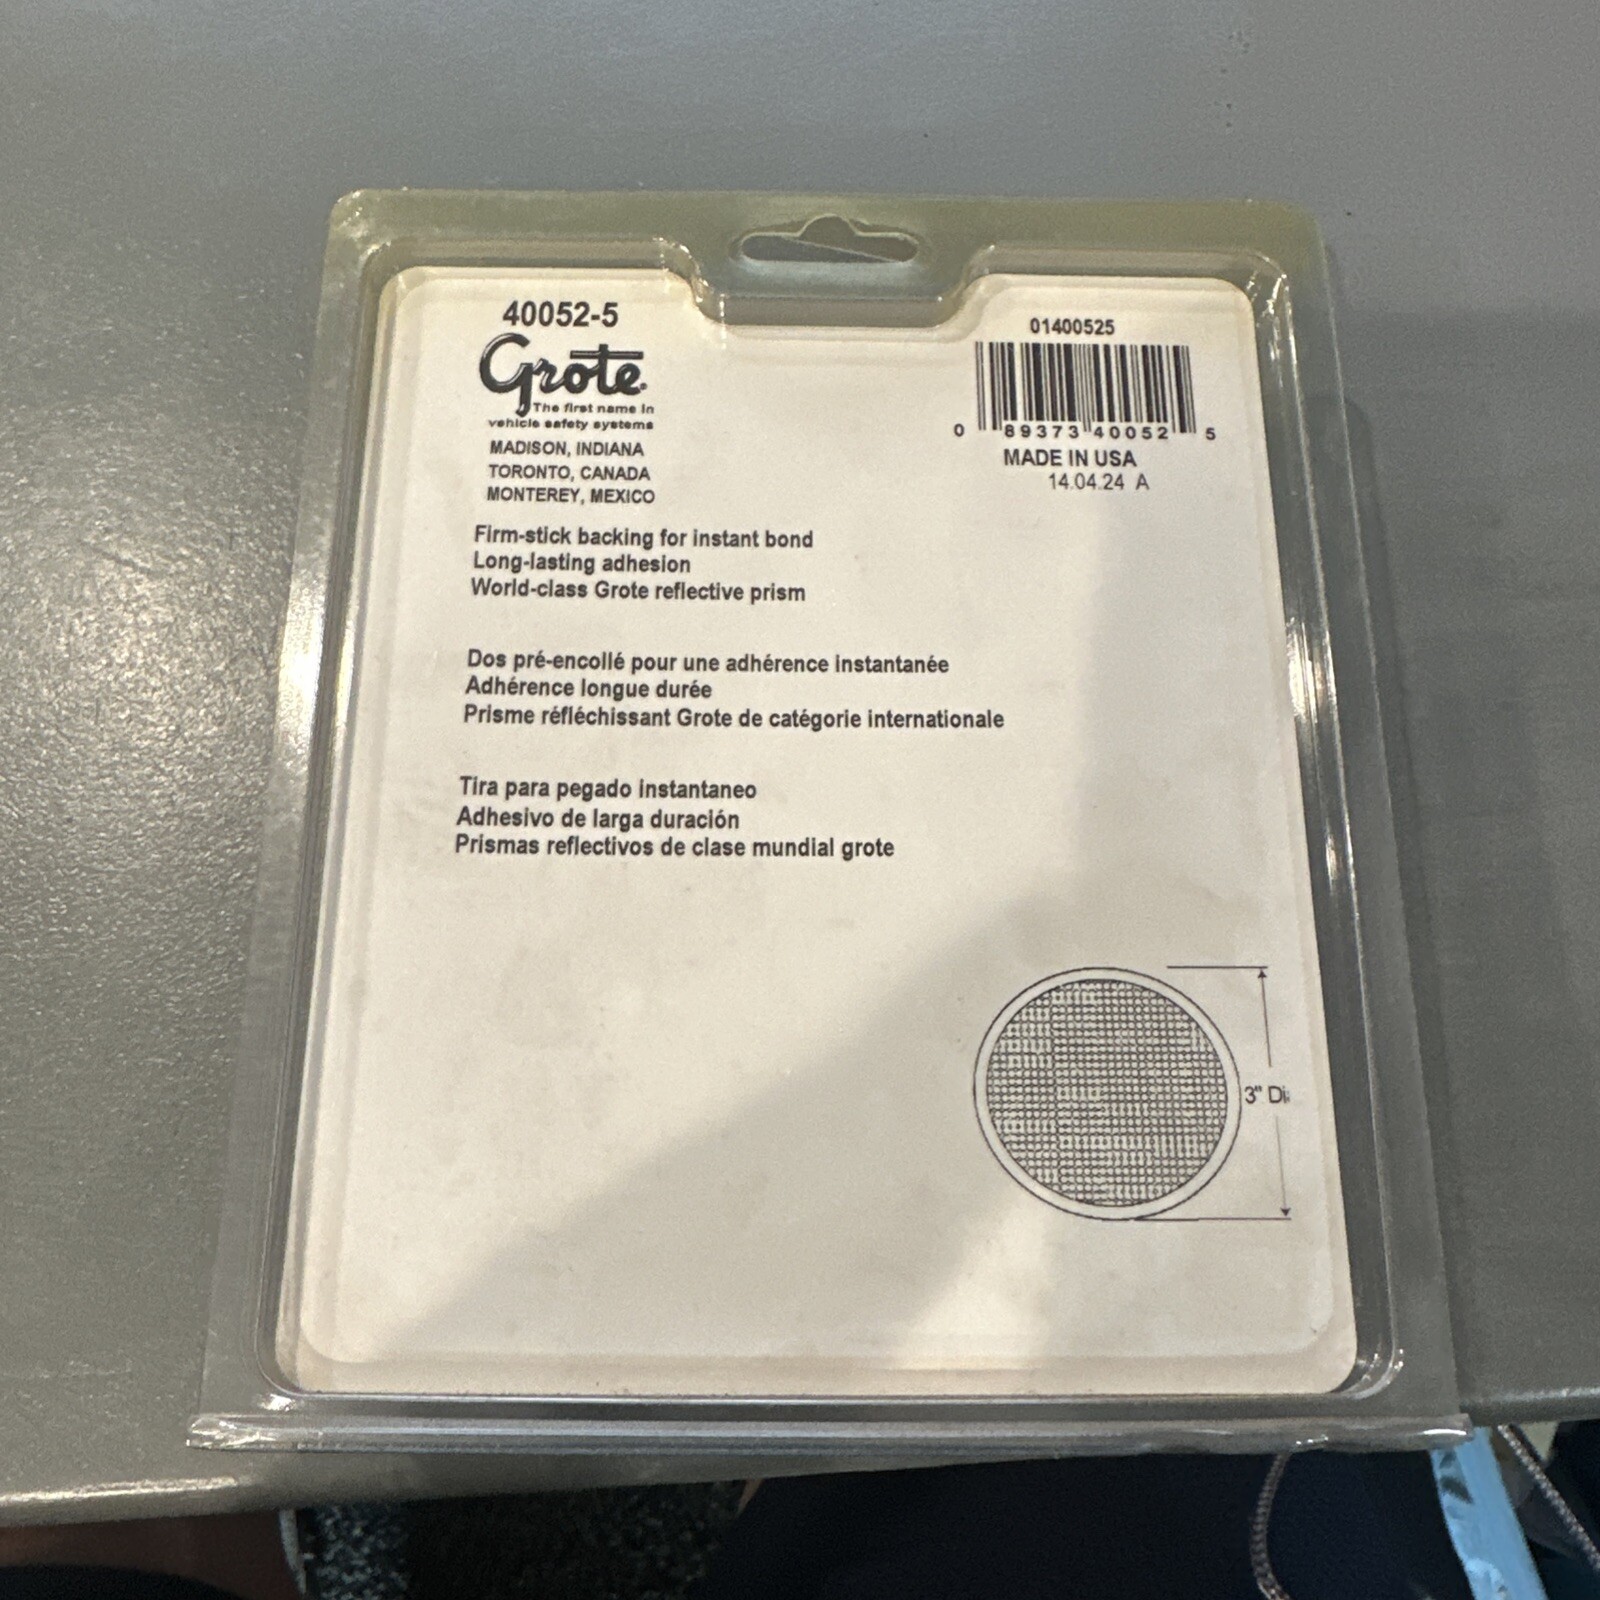 40052-5
Grote
The first name in
vehicle safety systems
MADISON, INDIANA
TORONTO, CANADA
MONTEREY, MEXICO
01400525
0 89373 40052 5
MADE IN USA
14.04.24 A
Firm-stick backing for instant bond
Long-lasting adhesion
World-class Grote reflective prism
Dos pré-encollé pour une adhérence instantanée
Adhérence longue durée
Prisme réfléchissant Grote de catégorie internationale
Tira para pegado instantaneo
Adhesivo de larga duración
Prismas reflectivos de clase mundial grote
3"